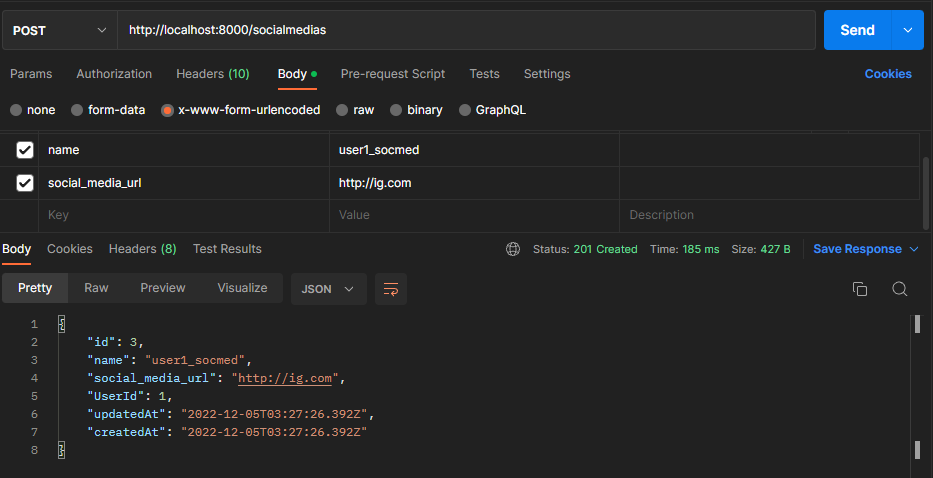 POST http://localhost:8000/socialmedias Send
Params Authorization Headers (10) Body Pre-request Script Tests Settings Cookies
none form-data x-www-form-urlencoded raw binary GraphQL
name user1_socmed
social_media_url http://ig.com
Key Value Description
Body Cookies Headers (8) Test Results Status: 201 Created Time: 185 ms Size: 427 B Save Response
Pretty Raw Preview Visualize JSON
1 {
2 "id": 3,
3 "name": "user1_socmed",
4 "social_media_url": "http://ig.com",
5 "UserId": 1,
6 "updatedAt": "2022-12-05T03:27:26.392Z",
7 "createdAt": "2022-12-05T03:27:26.392Z"
8 }